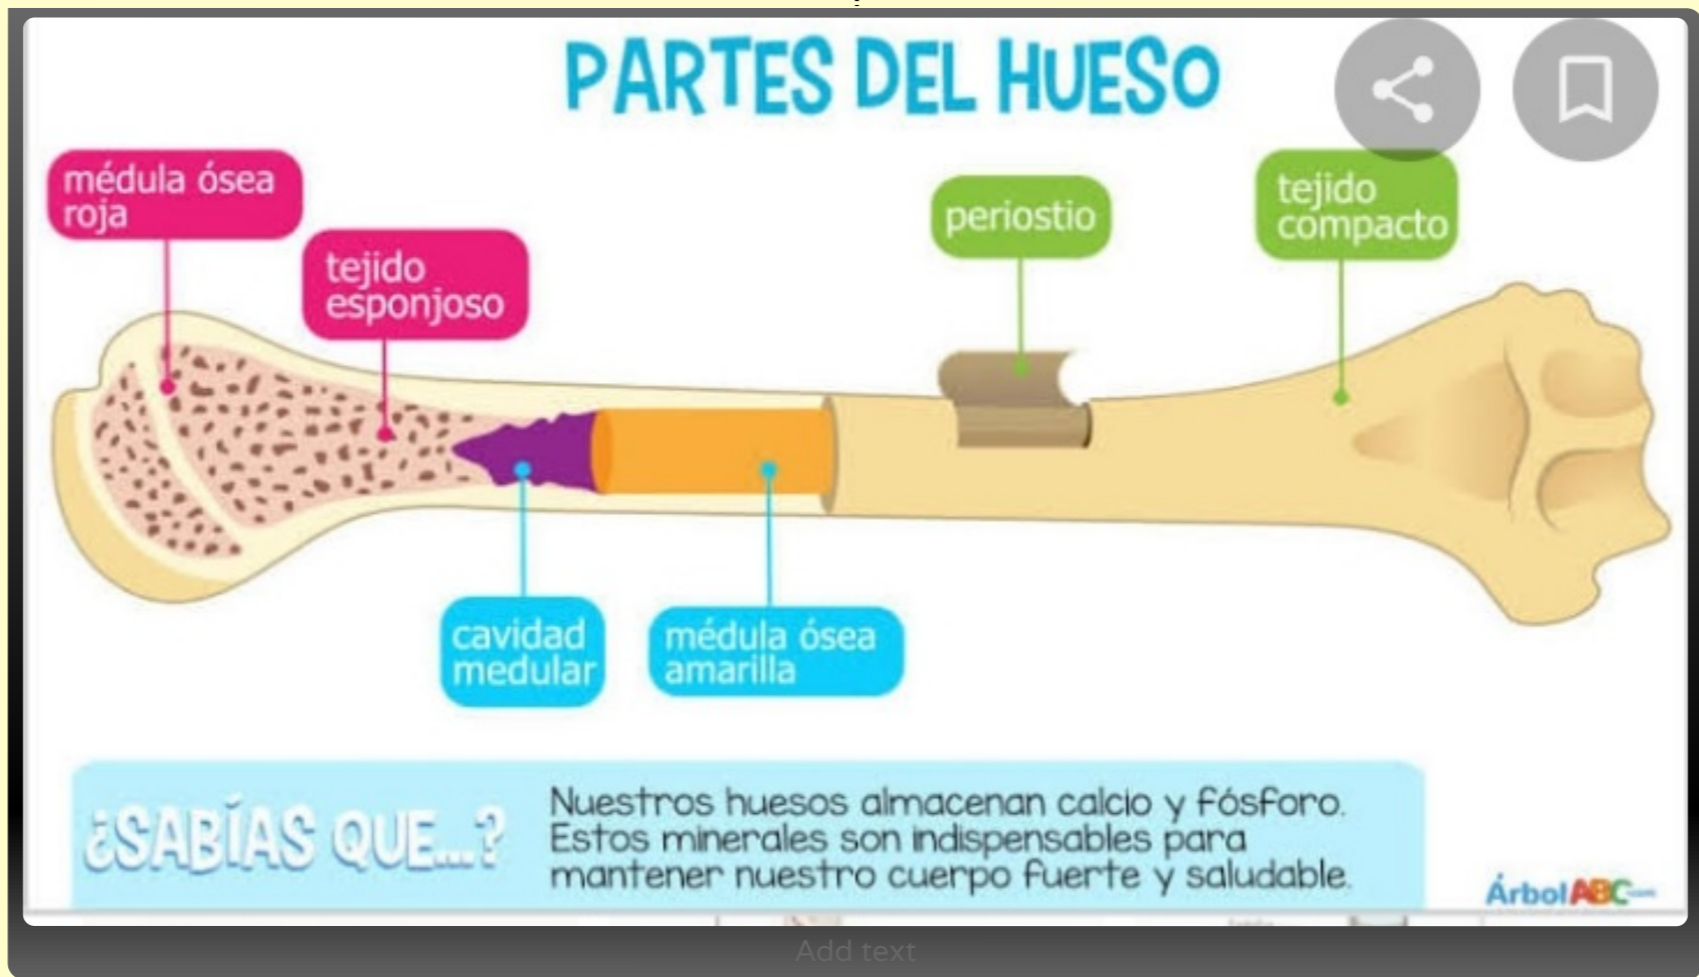 PARTES DEL HUESO
médula ósea
roja
tejido
esponjoso
periostio
tejido
compacto
cavidad
medular
médula ósea
amarilla
¿SABÍAS QUE...?
Nuestros huesos almacenan calcio y fósforo.
Estos minerales son indispensables para
mantener nuestro cuerpo fuerte y saludable.
ÁrbolABC
Add text